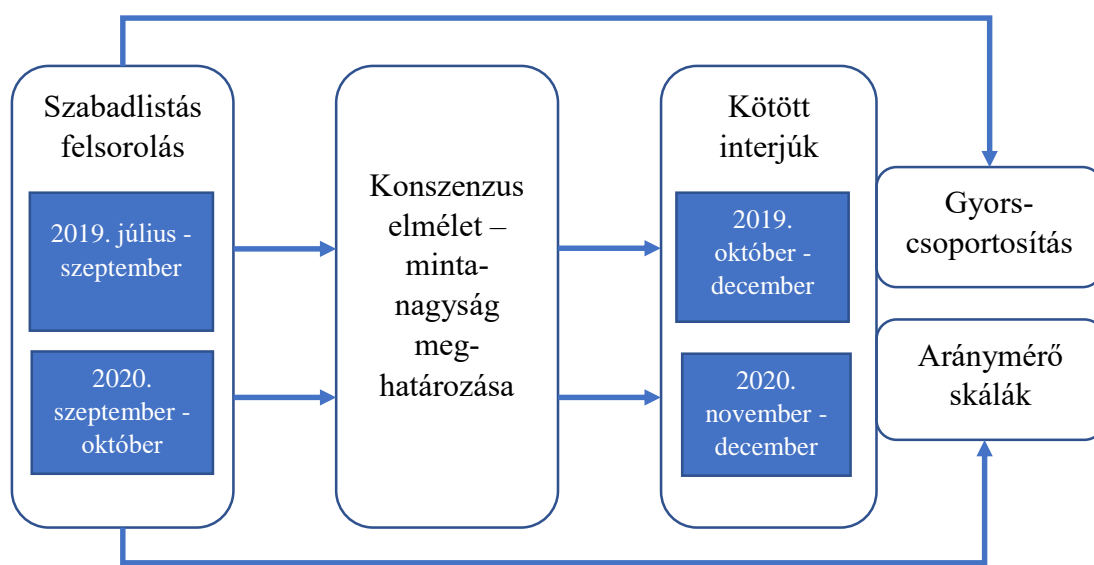 Szabadlistás
felsorolás
2019. július -
szeptember
2020.
szeptember -
október
Konszenzus
elmélet –
minta-
nagyság
meg-
határozása
Kötött
interjúk
2019.
október -
december
2020.
november -
december
Gyors-
csoportosítás
Aránymérő
skálák